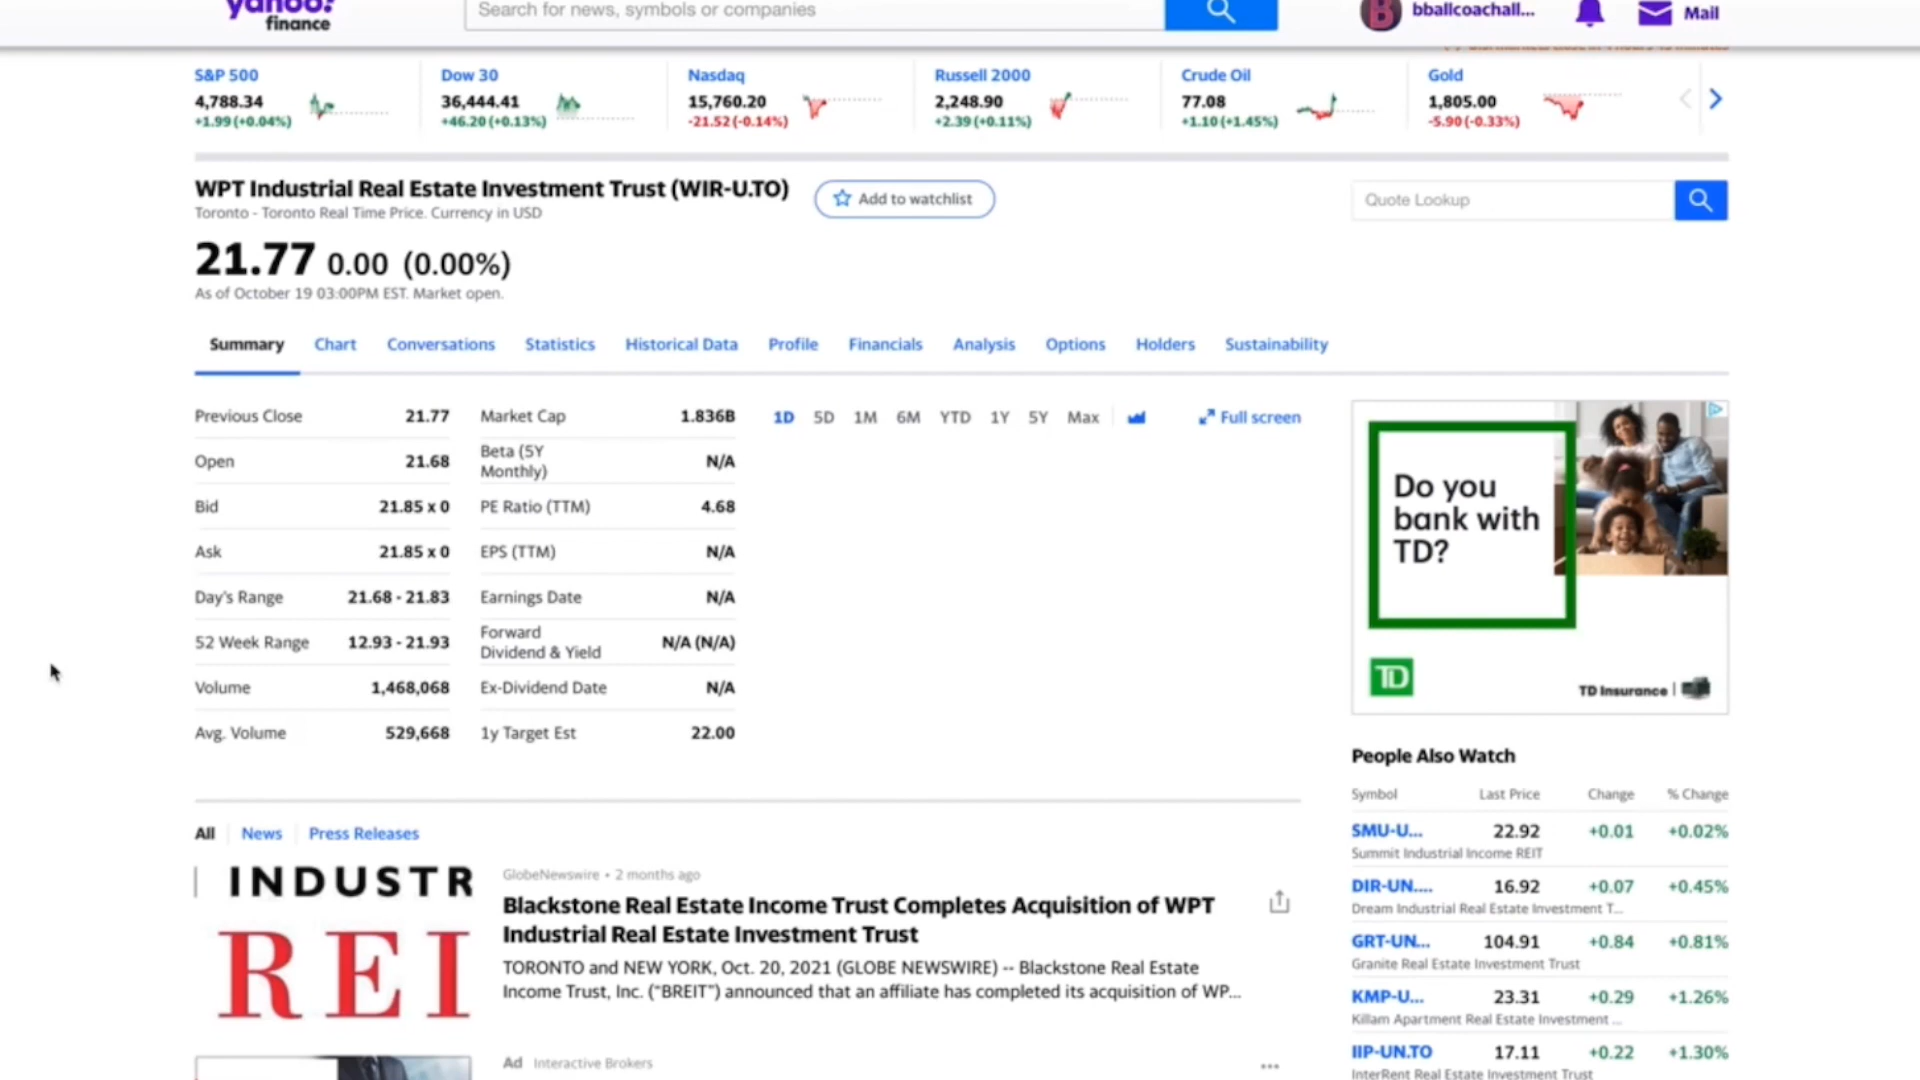 yahoo!
finance
Search for news, symbols or companies
bballcoachall...
Mail
S&P 500
4,788.34
+1.99 (+0.04%)
Dow 30
36,444.41
+46.20 (+0.13%)
Nasdaq
15,760.20
-21.52 (-0.14%)
Russell 2000
2,248.90
+2.39 (+0.11%)
Crude Oil
77.08
+1.10 (+1.45%)
Gold
1,805.00
-5.90 (-0.33%)
WPT Industrial Real Estate Investment Trust (WIR-U.TO)
Toronto - Toronto Real Time Price. Currency in USD
Add to watchlist
Quote Lookup
21.77 0.00 (0.00%)
As of October 19 03:00PM EST. Market open.
Summary Chart Conversations Statistics Historical Data Profile Financials Analysis Options Holders Sustainability
Previous Close 21.77
Open 21.68
Bid 21.85 x 0
Ask 21.85 x 0
Day's Range 21.68 - 21.83
52 Week Range 12.93 - 21.93
Volume 1,468,068
Avg. Volume 529,668
Market Cap 1.836B
Beta (5Y
Monthly) N/A
PE Ratio (TTM) 4.68
EPS (TTM) N/A
Earnings Date N/A
Forward
Dividend & Yield N/A (N/A)
Ex-Dividend Date N/A
1y Target Est 22.00
1D 5D 1M 6M YTD 1Y 5Y Max Full screen
Do you
bank with
TD?
TD
TD Insurance
All News Press Releases
INDUSTR
REI
GlobeNewswire • 2 months ago
Blackstone Real Estate Income Trust Completes Acquisition of WPT
Industrial Real Estate Investment Trust
TORONTO and NEW YORK, Oct. 20, 2021 (GLOBE NEWSWIRE) -- Blackstone Real Estate
Income Trust, Inc. ("BREIT") announced that an affiliate has completed its acquisition of WP...
Ad Interactive Brokers
People Also Watch
Symbol Last Price Change % Change
SMU-U... 22.92 +0.01 +0.02%
Summit Industrial Income REIT
DIR-UN.... 16.92 +0.07 +0.45%
Dream Industrial Real Estate Investment T...
GRT-UN... 104.91 +0.84 +0.81%
Granite Real Estate Investment Trust
KMP-U... 23.31 +0.29 +1.26%
Killam Apartment Real Estate Investment ...
IIP-UN.TO 17.11 +0.22 +1.30%
InterRent Real Estate Investment Trust